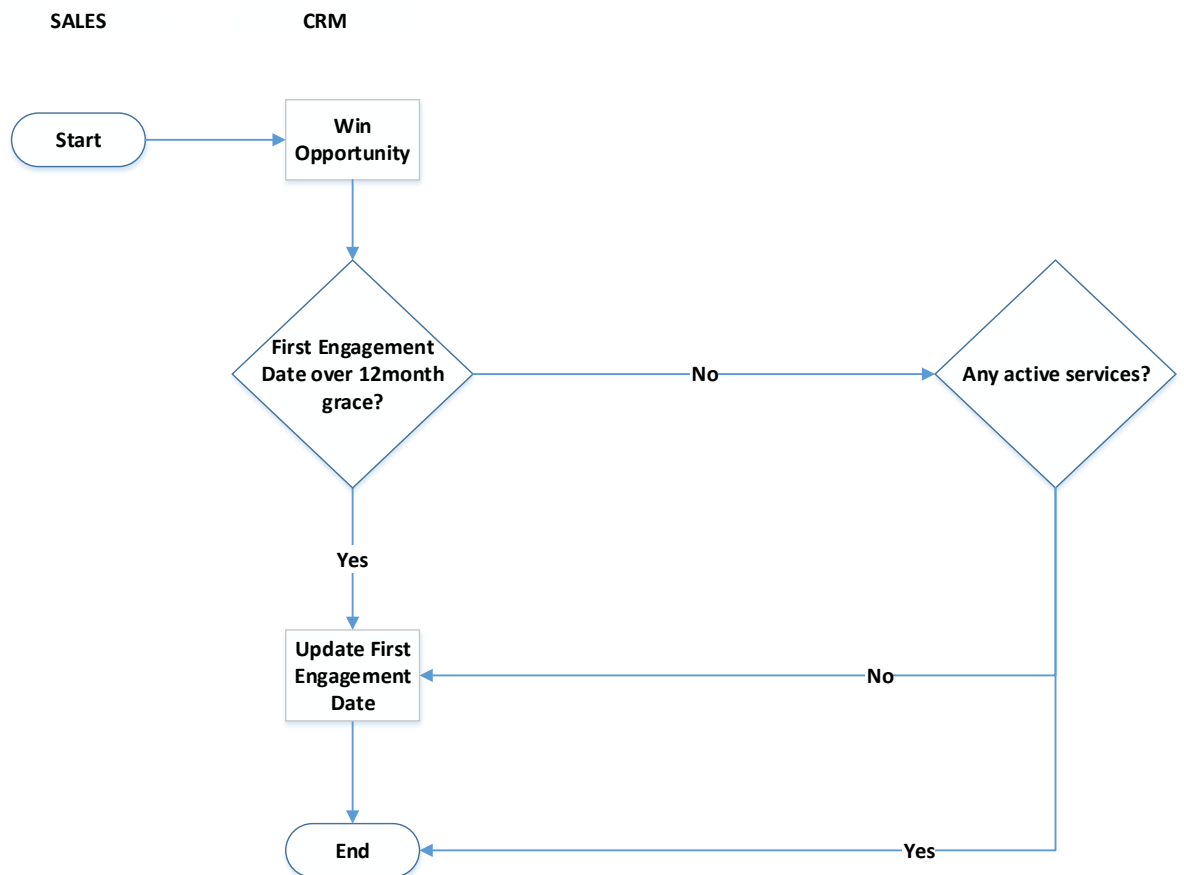 SALES
CRM
Start
Win
Opportunity
First Engagement
Date over 12month
grace?
No
Any active services?
Yes
Update First
Engagement
Date
No
End
Yes